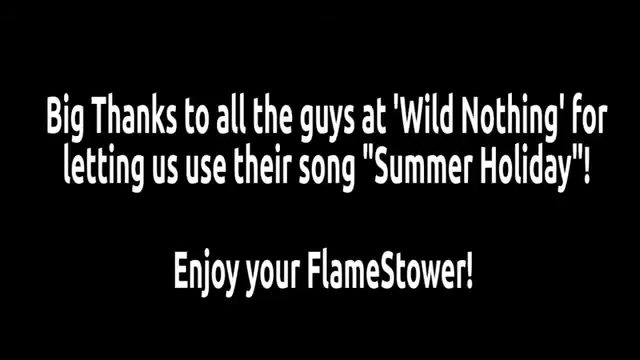 Big Thanks to all the guys at 'Wild Nothing' for
letting us use their song "Summer Holiday"!
Enjoy your FlameStower!